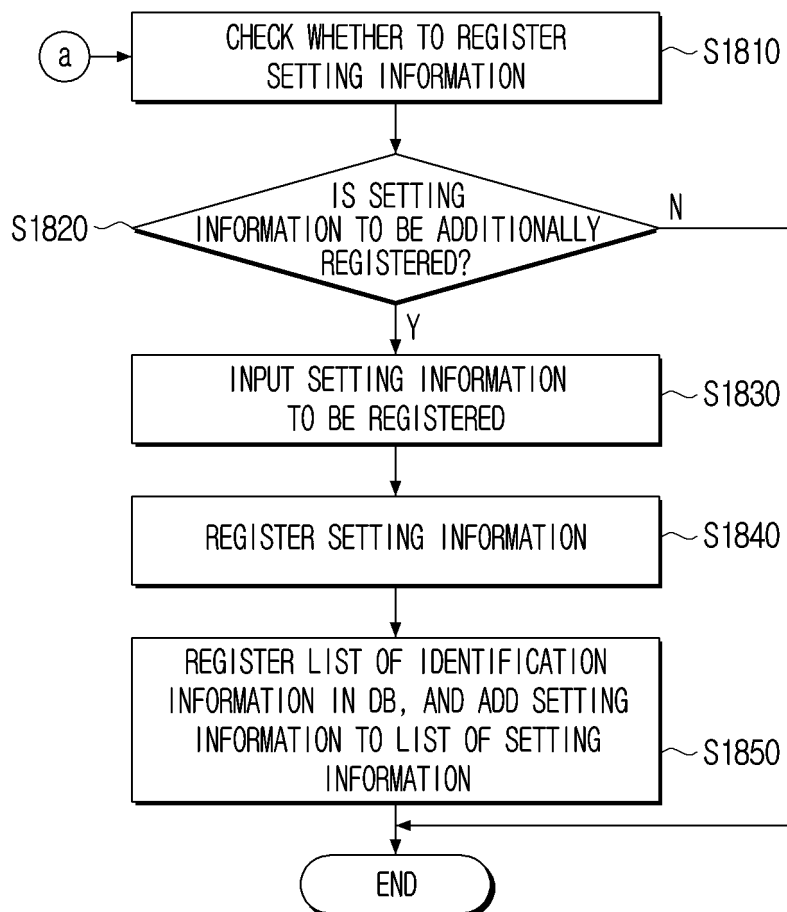 a
CHECK WHETHER TO REGISTER
SETTING INFORMATION
S1810
IS SETTING
INFORMATION TO BE ADDITIONALLY
REGISTERED?
S1820
N
Y
INPUT SETTING INFORMATION
TO BE REGISTERED
S1830
REGISTER SETTING INFORMATION
S1840
REGISTER LIST OF IDENTIFICATION
INFORMATION IN DB, AND ADD SETTING
INFORMATION TO LIST OF SETTING
INFORMATION
S1850
END